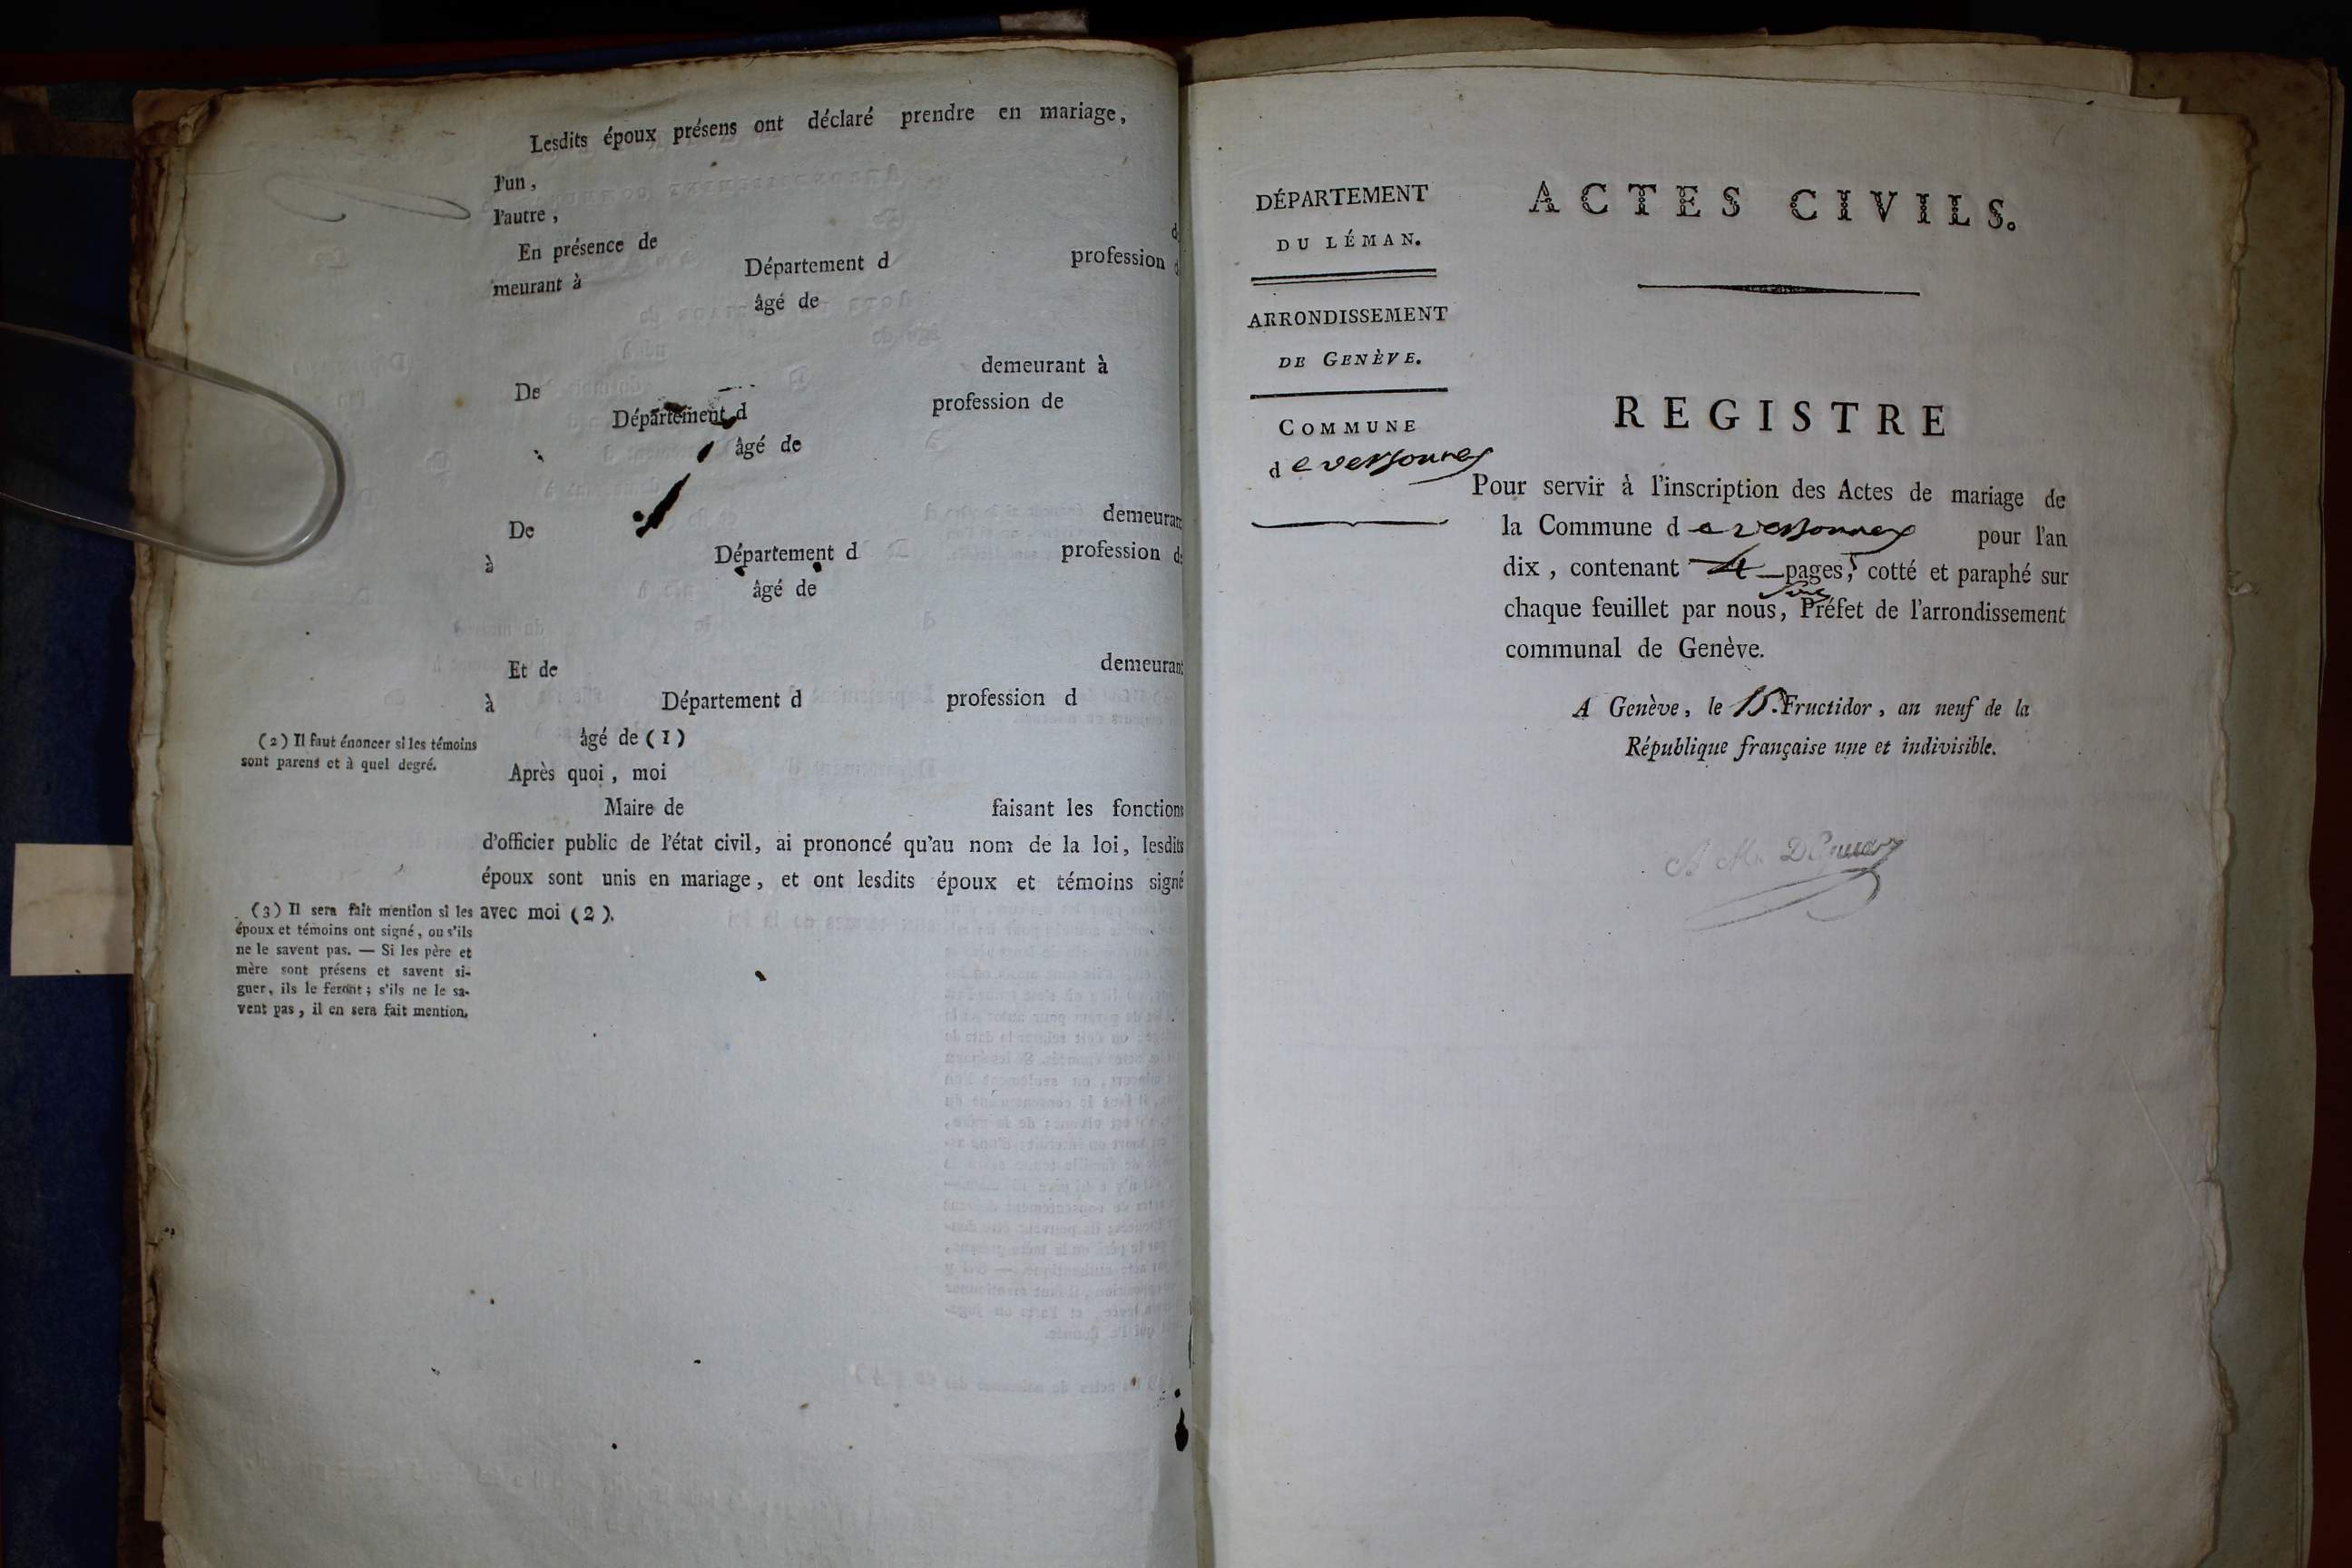 Lesdits époux présens ont déclaré prendre en mariage,
l'un,
l'autre,
En présence de d
meurant à Département d profession d
âgé de
De demeurant à
Département d profession de
âgé de
De demeurant
à Département d profession d
âgé de
Et de demeurant
à Département d profession d
âgé de (1)
(2) Il faut énoncer si les témoins
sont parens et à quel degré.
Après quoi, moi
Maire de faisant les fonctions
d'officier public de l'état civil, ai prononcé qu'au nom de la loi, lesdits
époux sont unis en mariage, et ont lesdits époux et témoins signé
avec moi (2).
(3) Il sera fait mention si les
époux et témoins ont signé, ou s'ils
ne le savent pas. — Si les père et
mère sont présens et savent si-
gner, ils le feront; s'ils ne le sa-
vent pas, il en sera fait mention.
DÉPARTEMENT
DU LÉMAN.
ARRONDISSEMENT
DE GENÈVE.
COMMUNE
de versonnex
ACTES CIVILS.
REGISTRE
Pour servir à l'inscription des Actes de mariage de
la Commune de versonnex pour l'an
dix, contenant 4 pages, cotté et paraphé sur
chaque feuillet par nous, Préfet de l'arrondissement
communal de Genève.
A Genève, le 15 Fructidor, an neuf de la
République française une et indivisible.